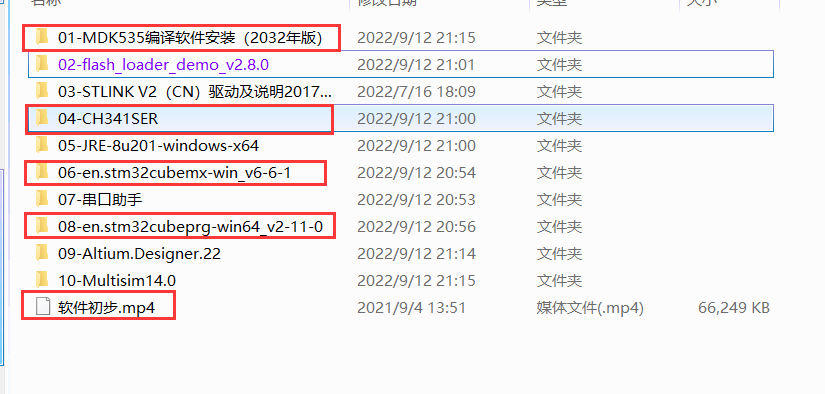 名称 修改日期 类型 大小
01-MDK535编译软件安装（2032年版） 2022/9/12 21:15 文件夹
02-flash_loader_demo_v2.8.0 2022/9/12 21:01 文件夹
03-STLINK V2（CN）驱动及说明2017... 2022/7/16 18:09 文件夹
04-CH341SER 2022/9/12 21:00 文件夹
05-JRE-8u201-windows-x64 2022/9/12 21:00 文件夹
06-en.stm32cubemx-win_v6-6-1 2022/9/12 20:54 文件夹
07-串口助手 2022/9/12 20:53 文件夹
08-en.stm32cubeprg-win64_v2-11-0 2022/9/12 20:56 文件夹
09-Altium.Designer.22 2022/9/12 21:14 文件夹
10-Multisim14.0 2022/9/12 21:15 文件夹
软件初步.mp4 2021/9/4 13:51 媒体文件(.mp4) 66,249 KB